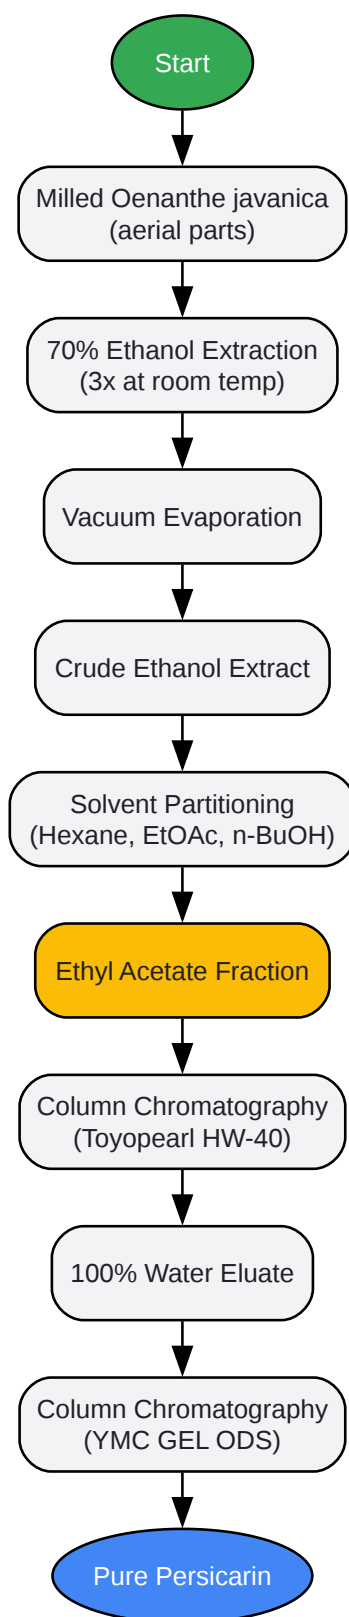 Start
Milled Oenanthe javanica
(aerial parts)
70% Ethanol Extraction
(3x at room temp)
Vacuum Evaporation
Crude Ethanol Extract
Solvent Partitioning
(Hexane, EtOAc, n-BuOH)
Ethyl Acetate Fraction
Column Chromatography
(Toyopearl HW-40)
100% Water Eluate
Column Chromatography
(YMC GEL ODS)
Pure Persicarin